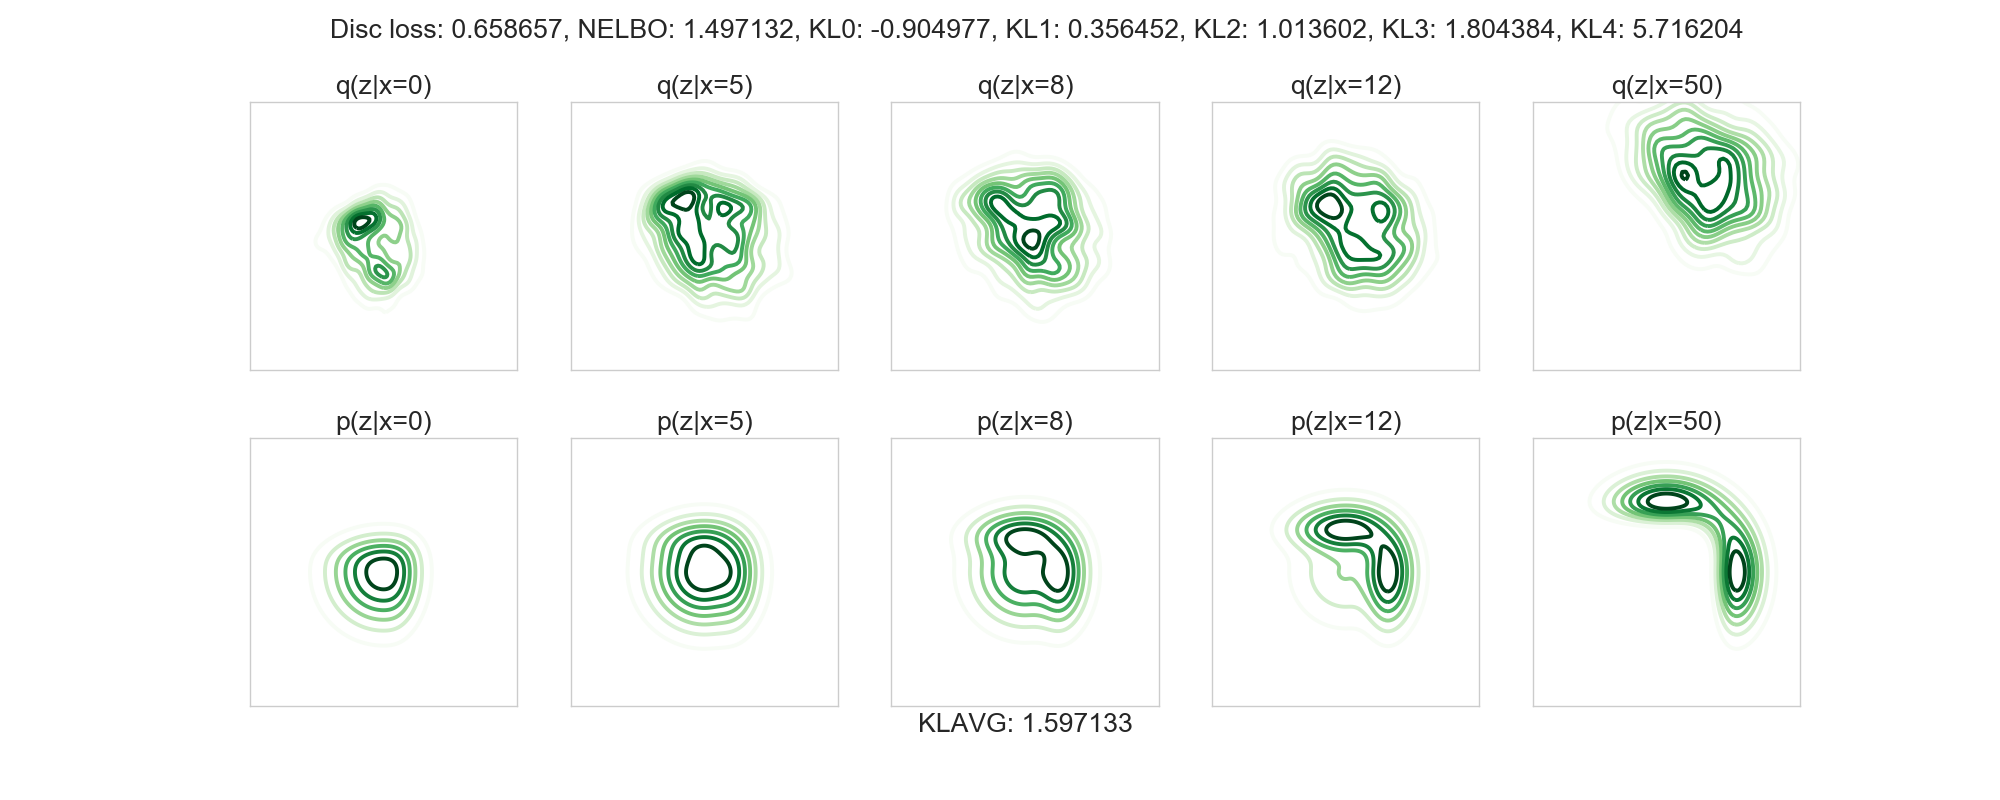 Disc loss: 0.658657, NELBO: 1.497132, KL0: -0.904977, KL1: 0.356452, KL2: 1.013602, KL3: 1.804384, KL4: 5.716204
q(z|x=0) q(z|x=5) q(z|x=8) q(z|x=12) q(z|x=50)
p(z|x=0) p(z|x=5) p(z|x=8) p(z|x=12) p(z|x=50)
KLAVG: 1.597133